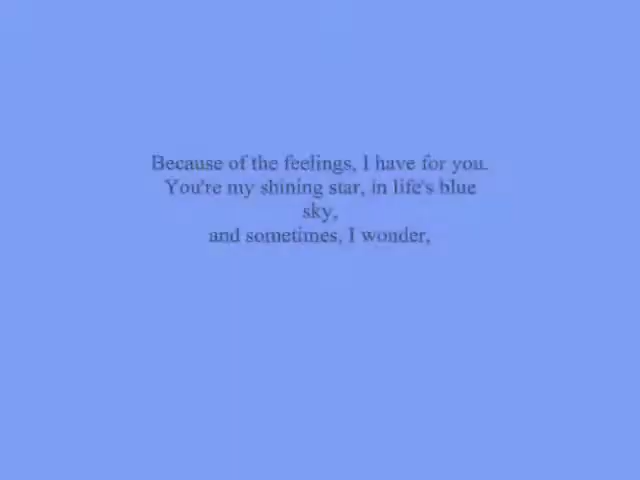 Because of the feelings, I have for you.
You're my shining star, in life's blue
sky,
and sometimes, I wonder,